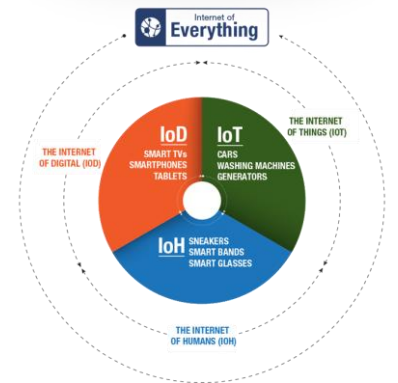 Internet of
Everything
IoD
SMART TVs
SMARTPHONES
TABLETS
IoT
CARS
WASHING MACHINES
GENERATORS
THE INTERNET
OF THINGS (IOT)
THE INTERNET
OF DIGITAL (IOD)
IoH
SNEAKERS
SMART BANDS
SMART GLASSES
THE INTERNET
OF HUMANS (IOH)